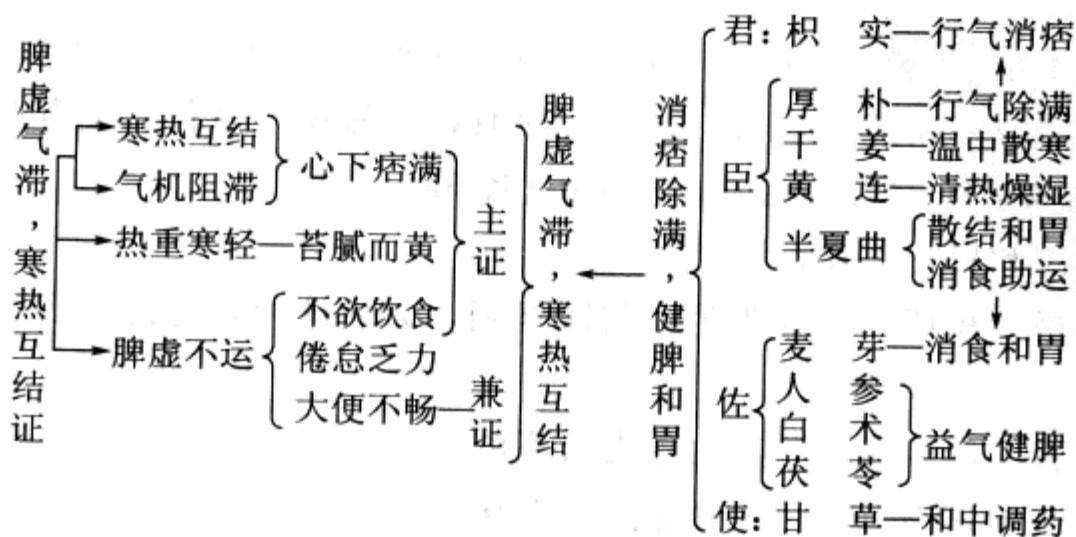 脾虚气滞，寒热互结证
寒热互结
气机阻滞
心下痞满
热重寒轻—苔腻而黄
脾虚不运
不欲饮食
倦怠乏力
大便不畅
主证
兼证
脾虚气滞，寒热互结
消痞除满，健脾和胃
君：枳　实—行气消痞
臣
厚　朴—行气除满
干　姜—温中散寒
黄　连—清热燥湿
半夏曲
散结和胃
消食助运
佐
麦　芽—消食和胃
人　参
白　术
茯　苓
益气健脾
使：甘　草—和中调药